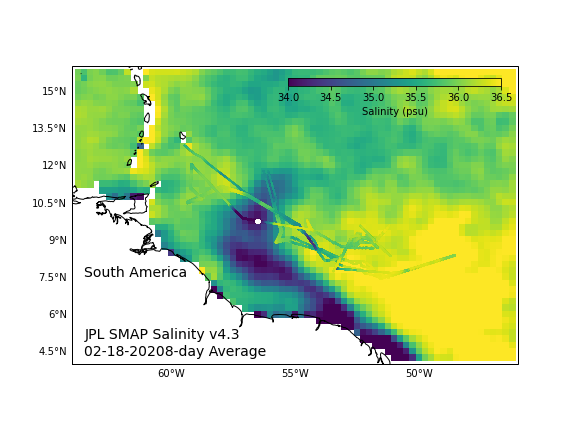 15°N
34.0 34.5 35.0 35.5 36.0 36.5
Salinity (psu)
13.5°N
12°N
10.5°N
9°N
7.5°N
South America
6°N
JPL SMAP Salinity v4.3
4.5°N
02-18-20208-day Average
60°W 55°W 50°W